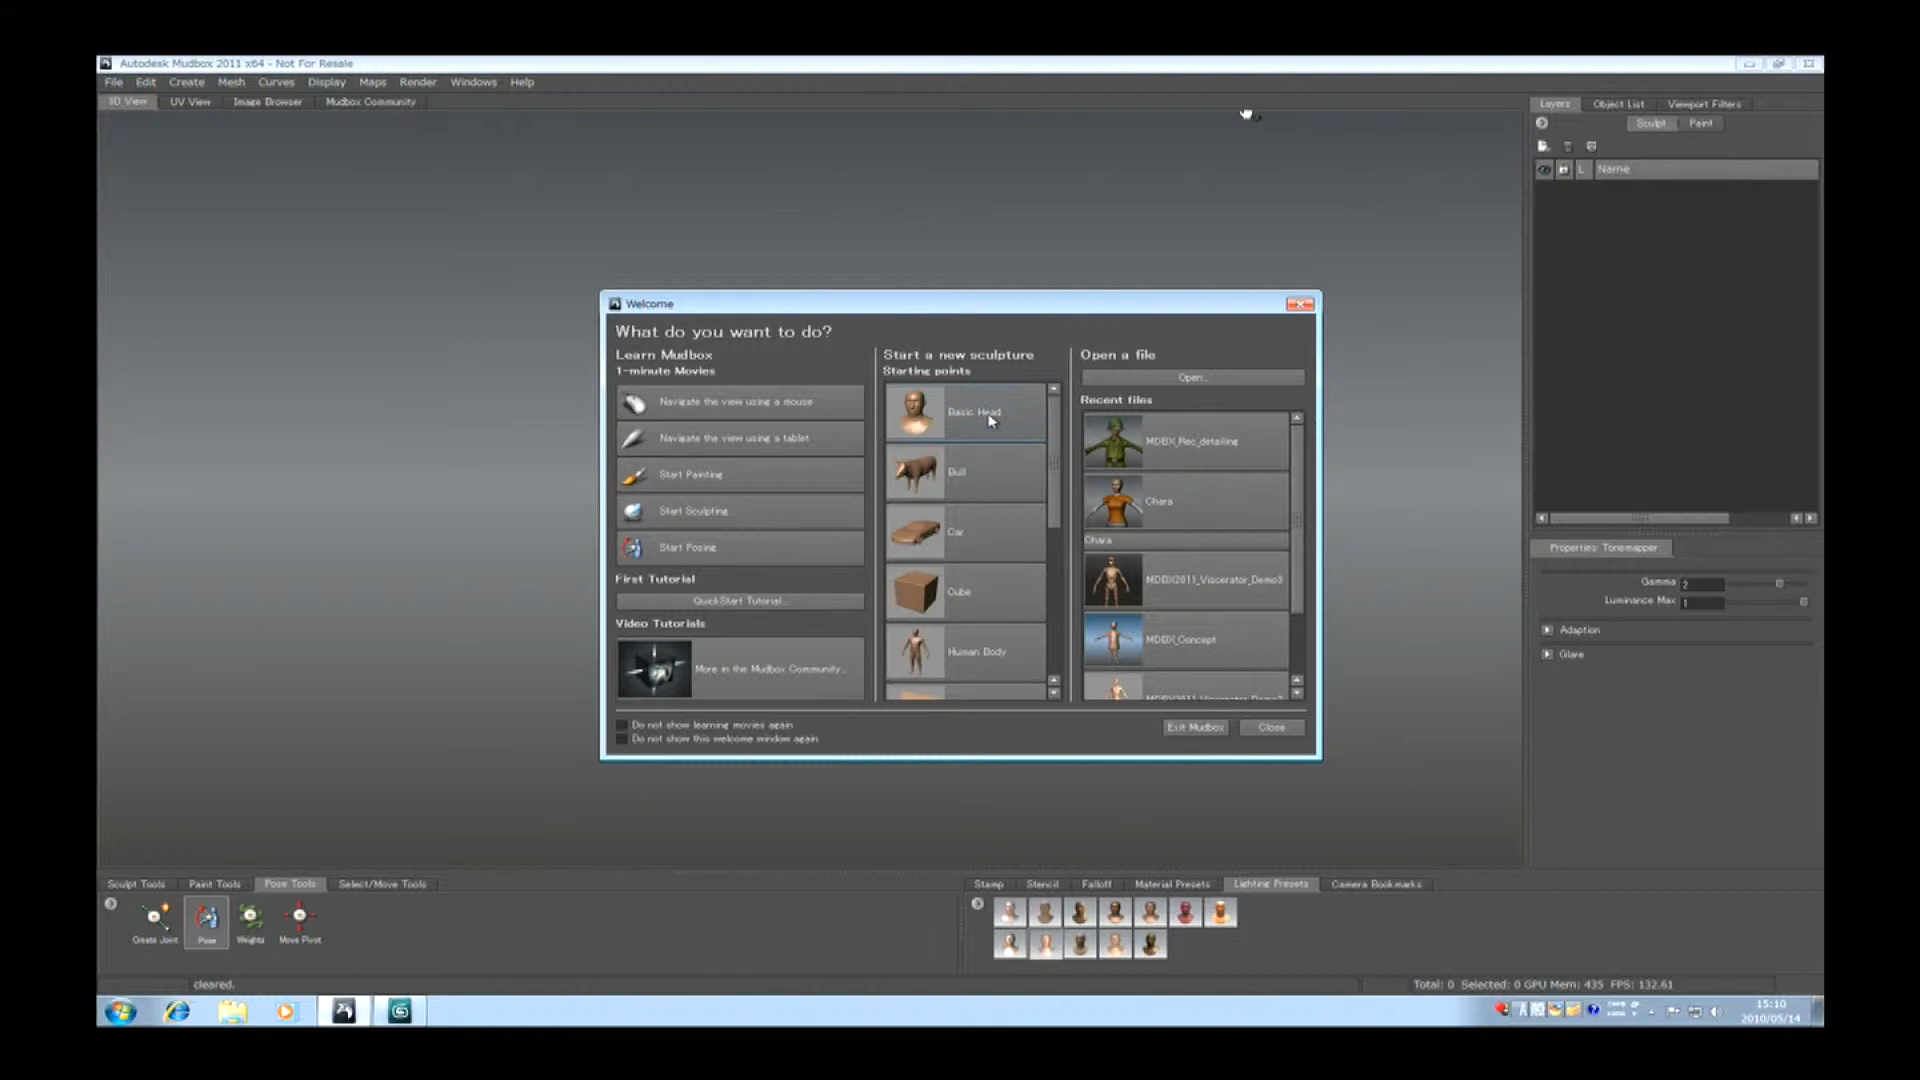 Autodesk Mudbox 2011 x64 - Not For Resale
File Edit Create Mesh Curves Display Maps Render Windows Help
3D View UV View Image Browser Mudbox Community
Layers Object List Viewport Filters
Sculpt Paint
L Name
Welcome
What do you want to do?
Learn Mudbox
1-minute Movies
Navigate the view using a mouse
Navigate the view using a tablet
Start Painting
Start Sculpting
Start Posing
First Tutorial
QuickStart Tutorial...
Video Tutorials
More in the Mudbox Community...
Start a new sculpture
Starting points
Basic Head
Bull
Car
Cube
Human Body
Open a file
Open...
Recent files
MDBX_Rec_detailing
Chara
Chara
MDBX2011_Viscerator_Demo3
MDBX_Concept
Do not show learning movies again
Do not show this welcome window again
Exit Mudbox Close
Properties: Tonemapper
Gamma 2
Luminance Max 1
Adaption
Glare
Sculpt Tools Paint Tools Pose Tools Select/Move Tools
Create Joint Pose Weights Move Pivot
Stamp Stencil Falloff Material Presets Lighting Presets Camera Bookmarks
cleared.
Total: 0 Selected: 0 GPU Mem: 435 FPS: 132.61
15:10
2010/05/14